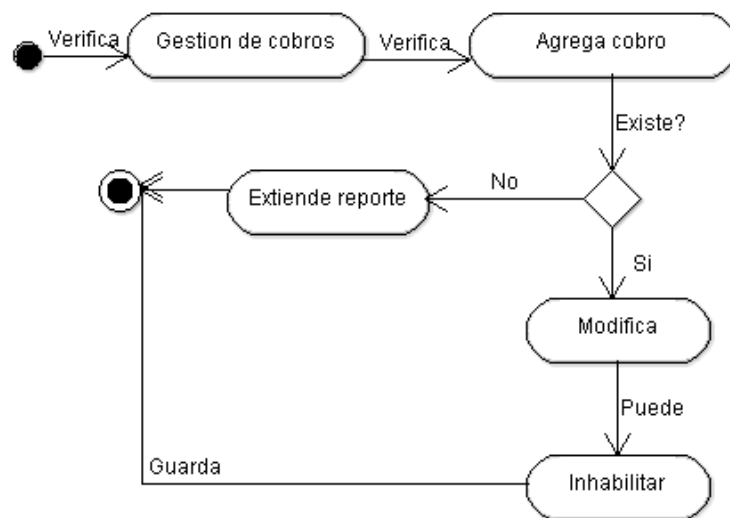 Verifica
Gestion de cobros
Verifica
Agrega cobro
Existe?
No
Extiende reporte
Si
Modifica
Puede
Guarda
Inhabilitar